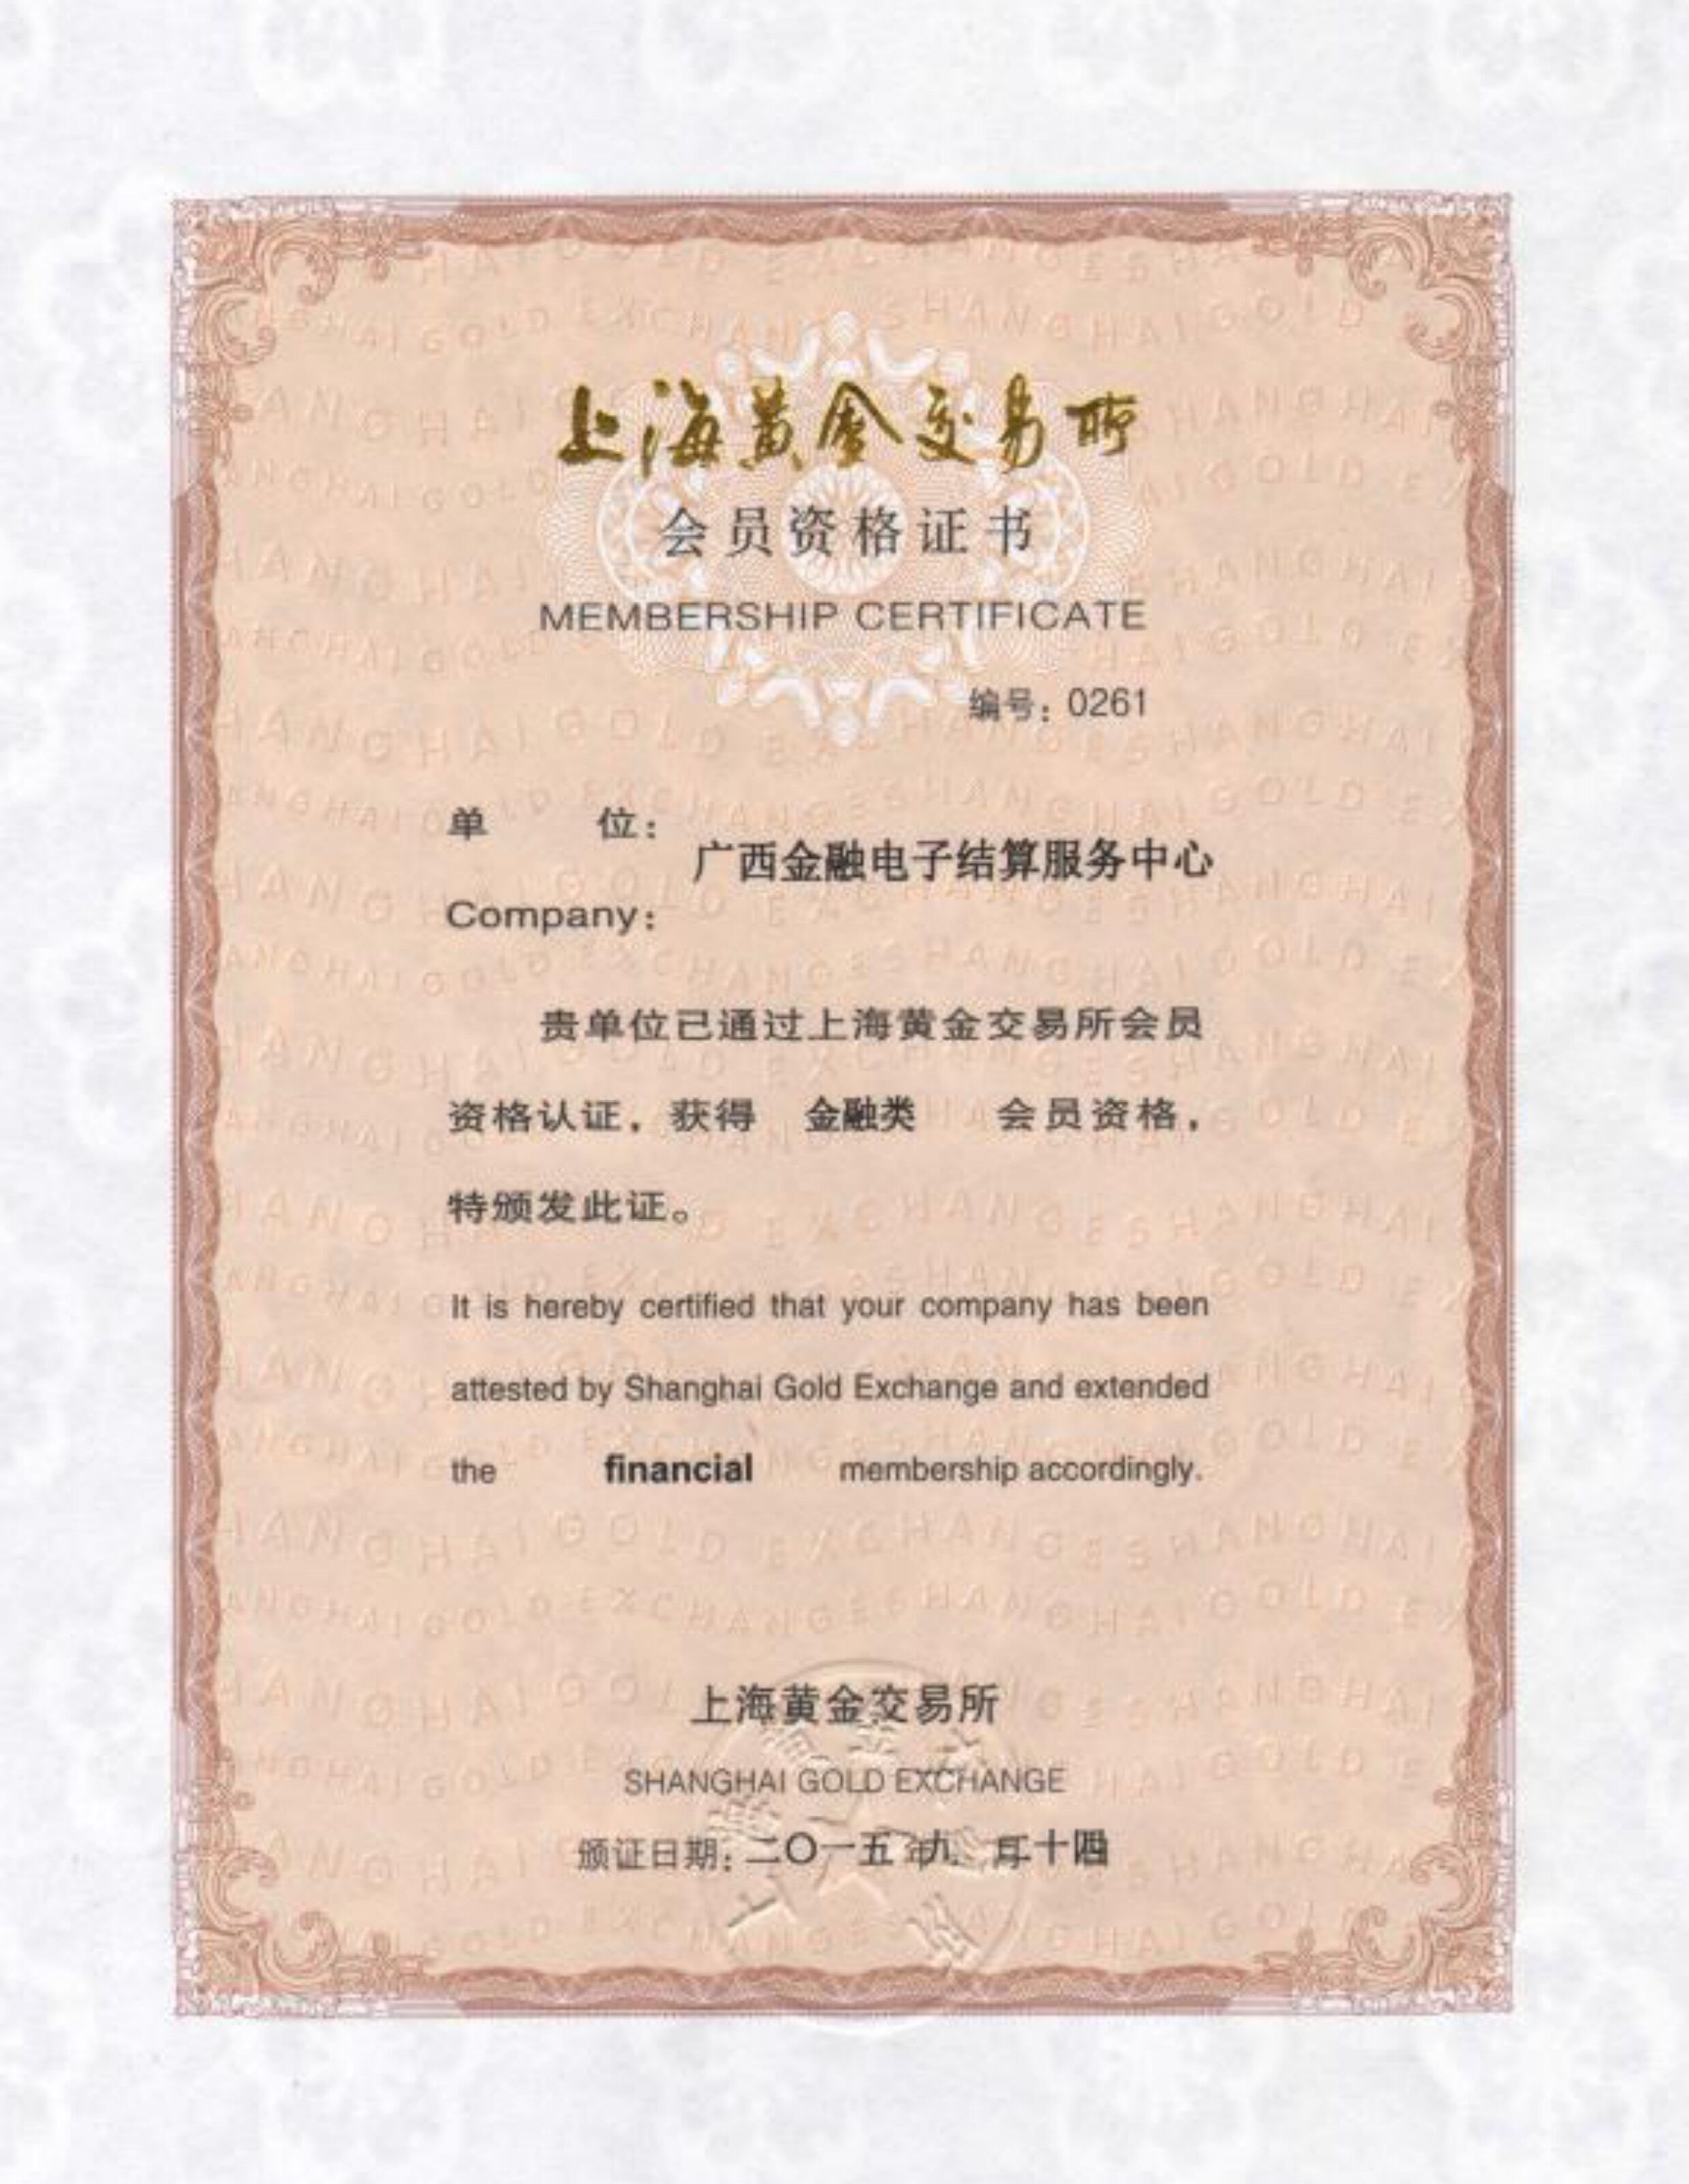 上海黄金交易所
会员资格证书
MEMBERSHIP CERTIFICATE
编号：0261
单 位：
广西金融电子结算服务中心
Company：
贵单位已通过上海黄金交易所会员
资格认证，获得 金融类 会员资格，
特颁发此证。
It is hereby certified that your company has been
attested by Shanghai Gold Exchange and extended
the financial membership accordingly.
上海黄金交易所
SHANGHAI GOLD EXCHANGE
颁证日期：二〇一五年九月十四